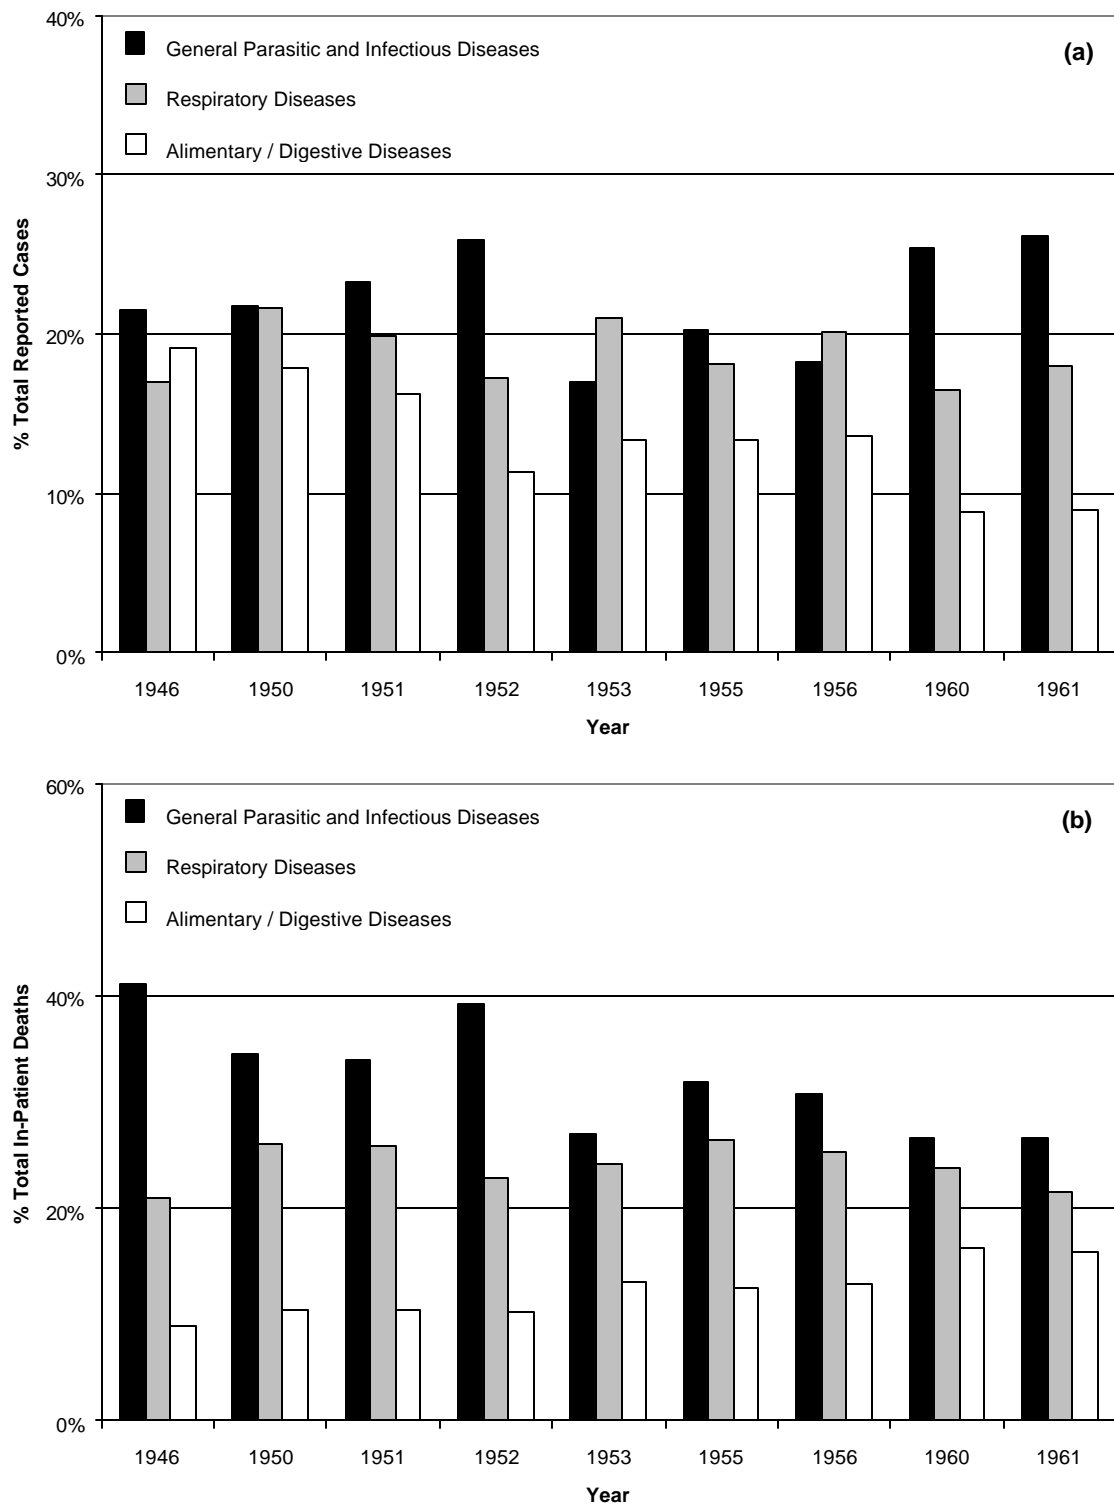 40%
General Parasitic and Infectious Diseases
(a)
Respiratory Diseases
Alimentary / Digestive Diseases
30%
% Total Reported Cases
20%
10%
0%
1946 1950 1951 1952 1953 1955 1956 1960 1961
Year
60%
General Parasitic and Infectious Diseases
(b)
Respiratory Diseases
Alimentary / Digestive Diseases
40%
% Total In-Patient Deaths
20%
0%
1946 1950 1951 1952 1953 1955 1956 1960 1961
Year